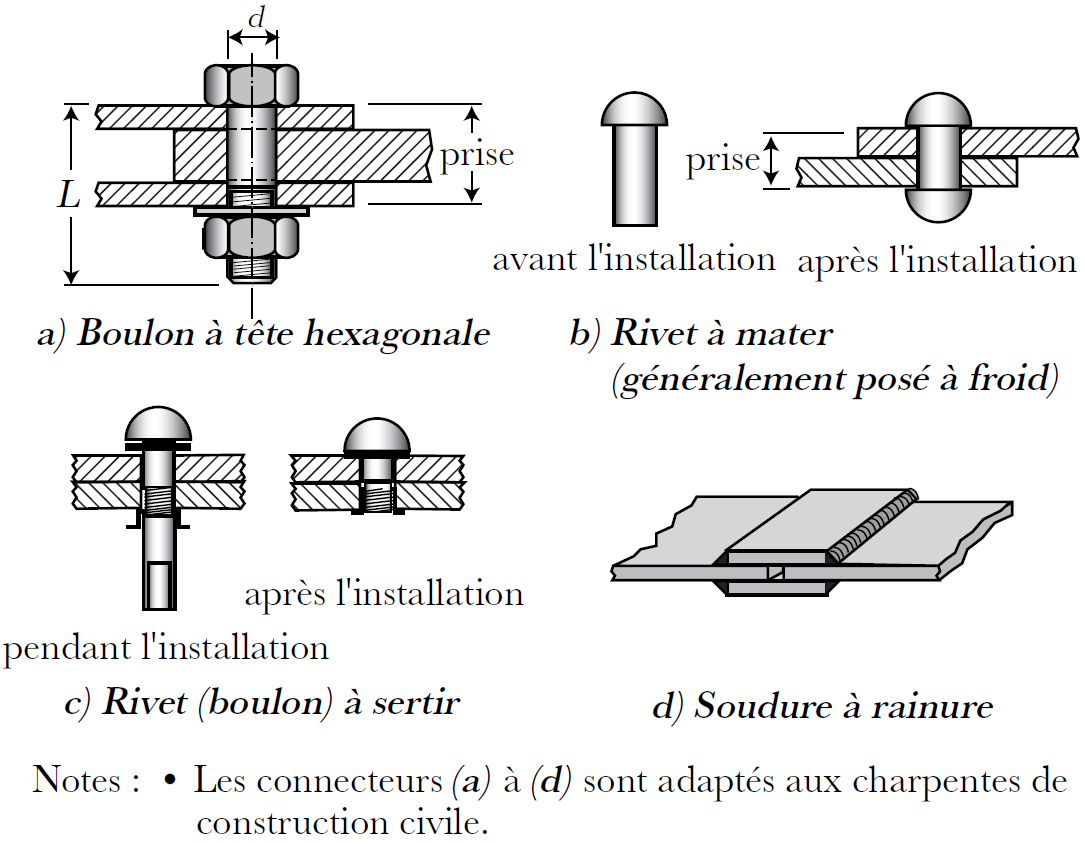 d
L
prise
a) Boulon à tête hexagonale
prise
avant l'installation
après l'installation
b) Rivet à mater
(généralement posé à froid)
pendant l'installation
après l'installation
c) Rivet (boulon) à sertir
d) Soudure à rainure
Notes : • Les connecteurs (a) à (d) sont adaptés aux charpentes de
construction civile.